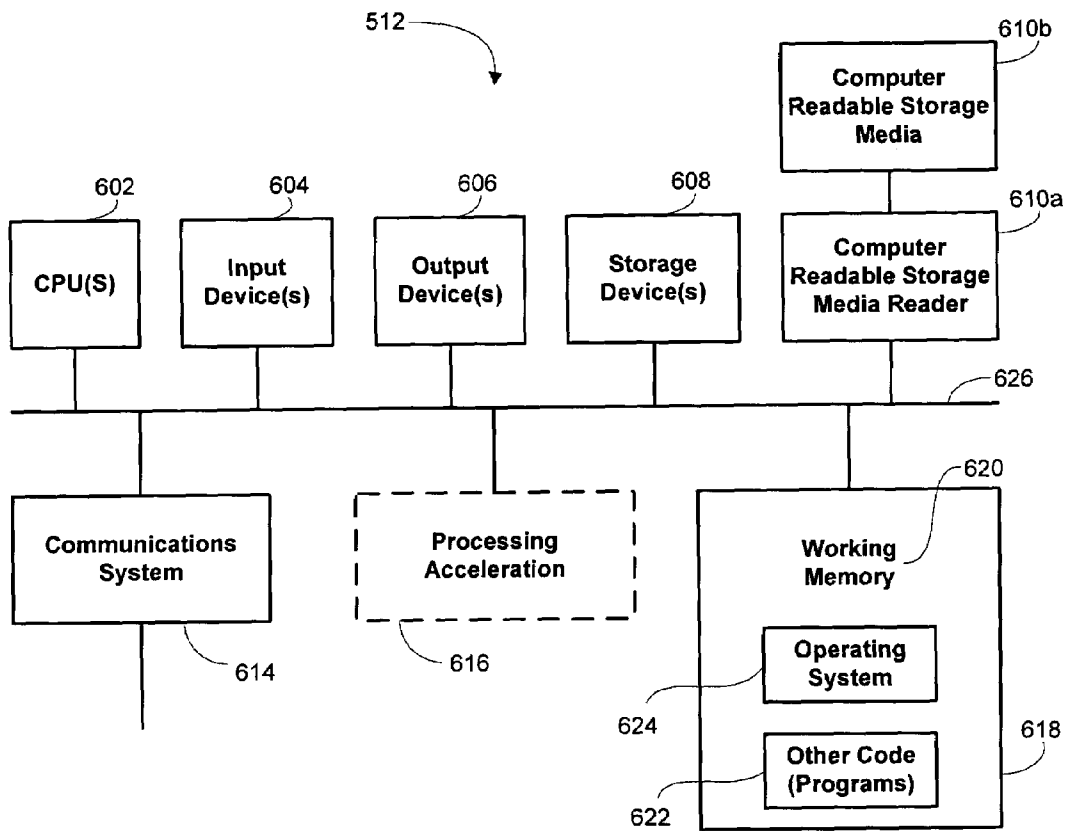 512
610b
Computer
Readable Storage
Media
602
604
606
608
610a
CPU(S)
Input
Device(s)
Output
Device(s)
Storage
Device(s)
Computer
Readable Storage
Media Reader
626
620
Communications
System
Processing
Acceleration
Working
Memory
614
616
Operating
System
624
618
Other Code
(Programs)
622